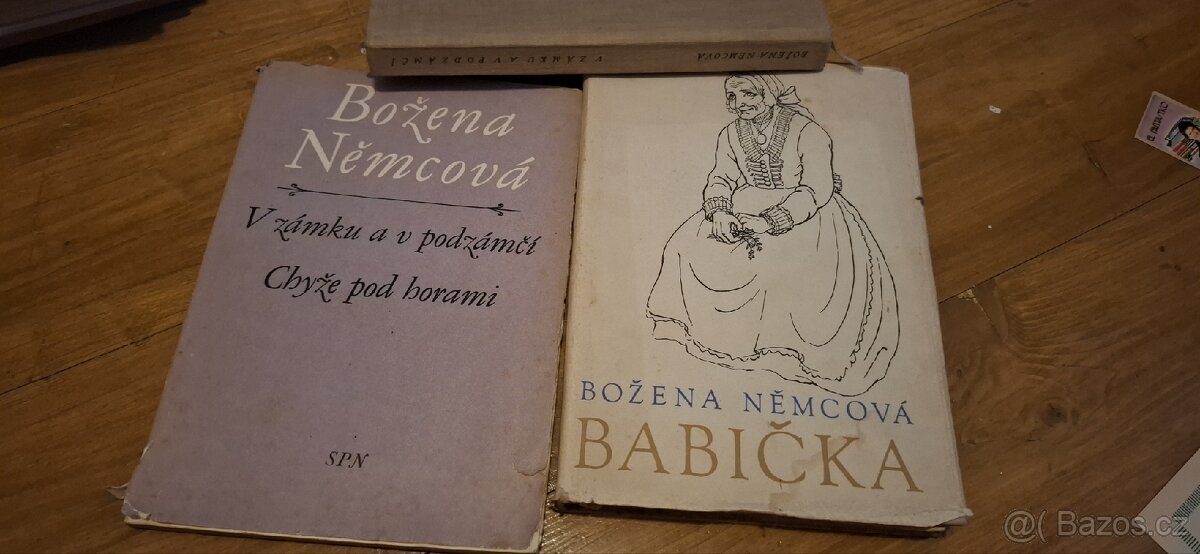 BOŽENA NĚMCOVÁ
V ZÁMKU A V PODZÁMČÍ
Božena
Němcová
V zámku a v podzámčí
Chyže pod horami
SPN
BOŽENA NĚMCOVÁ
BABIČKA
@( Bazos.cz